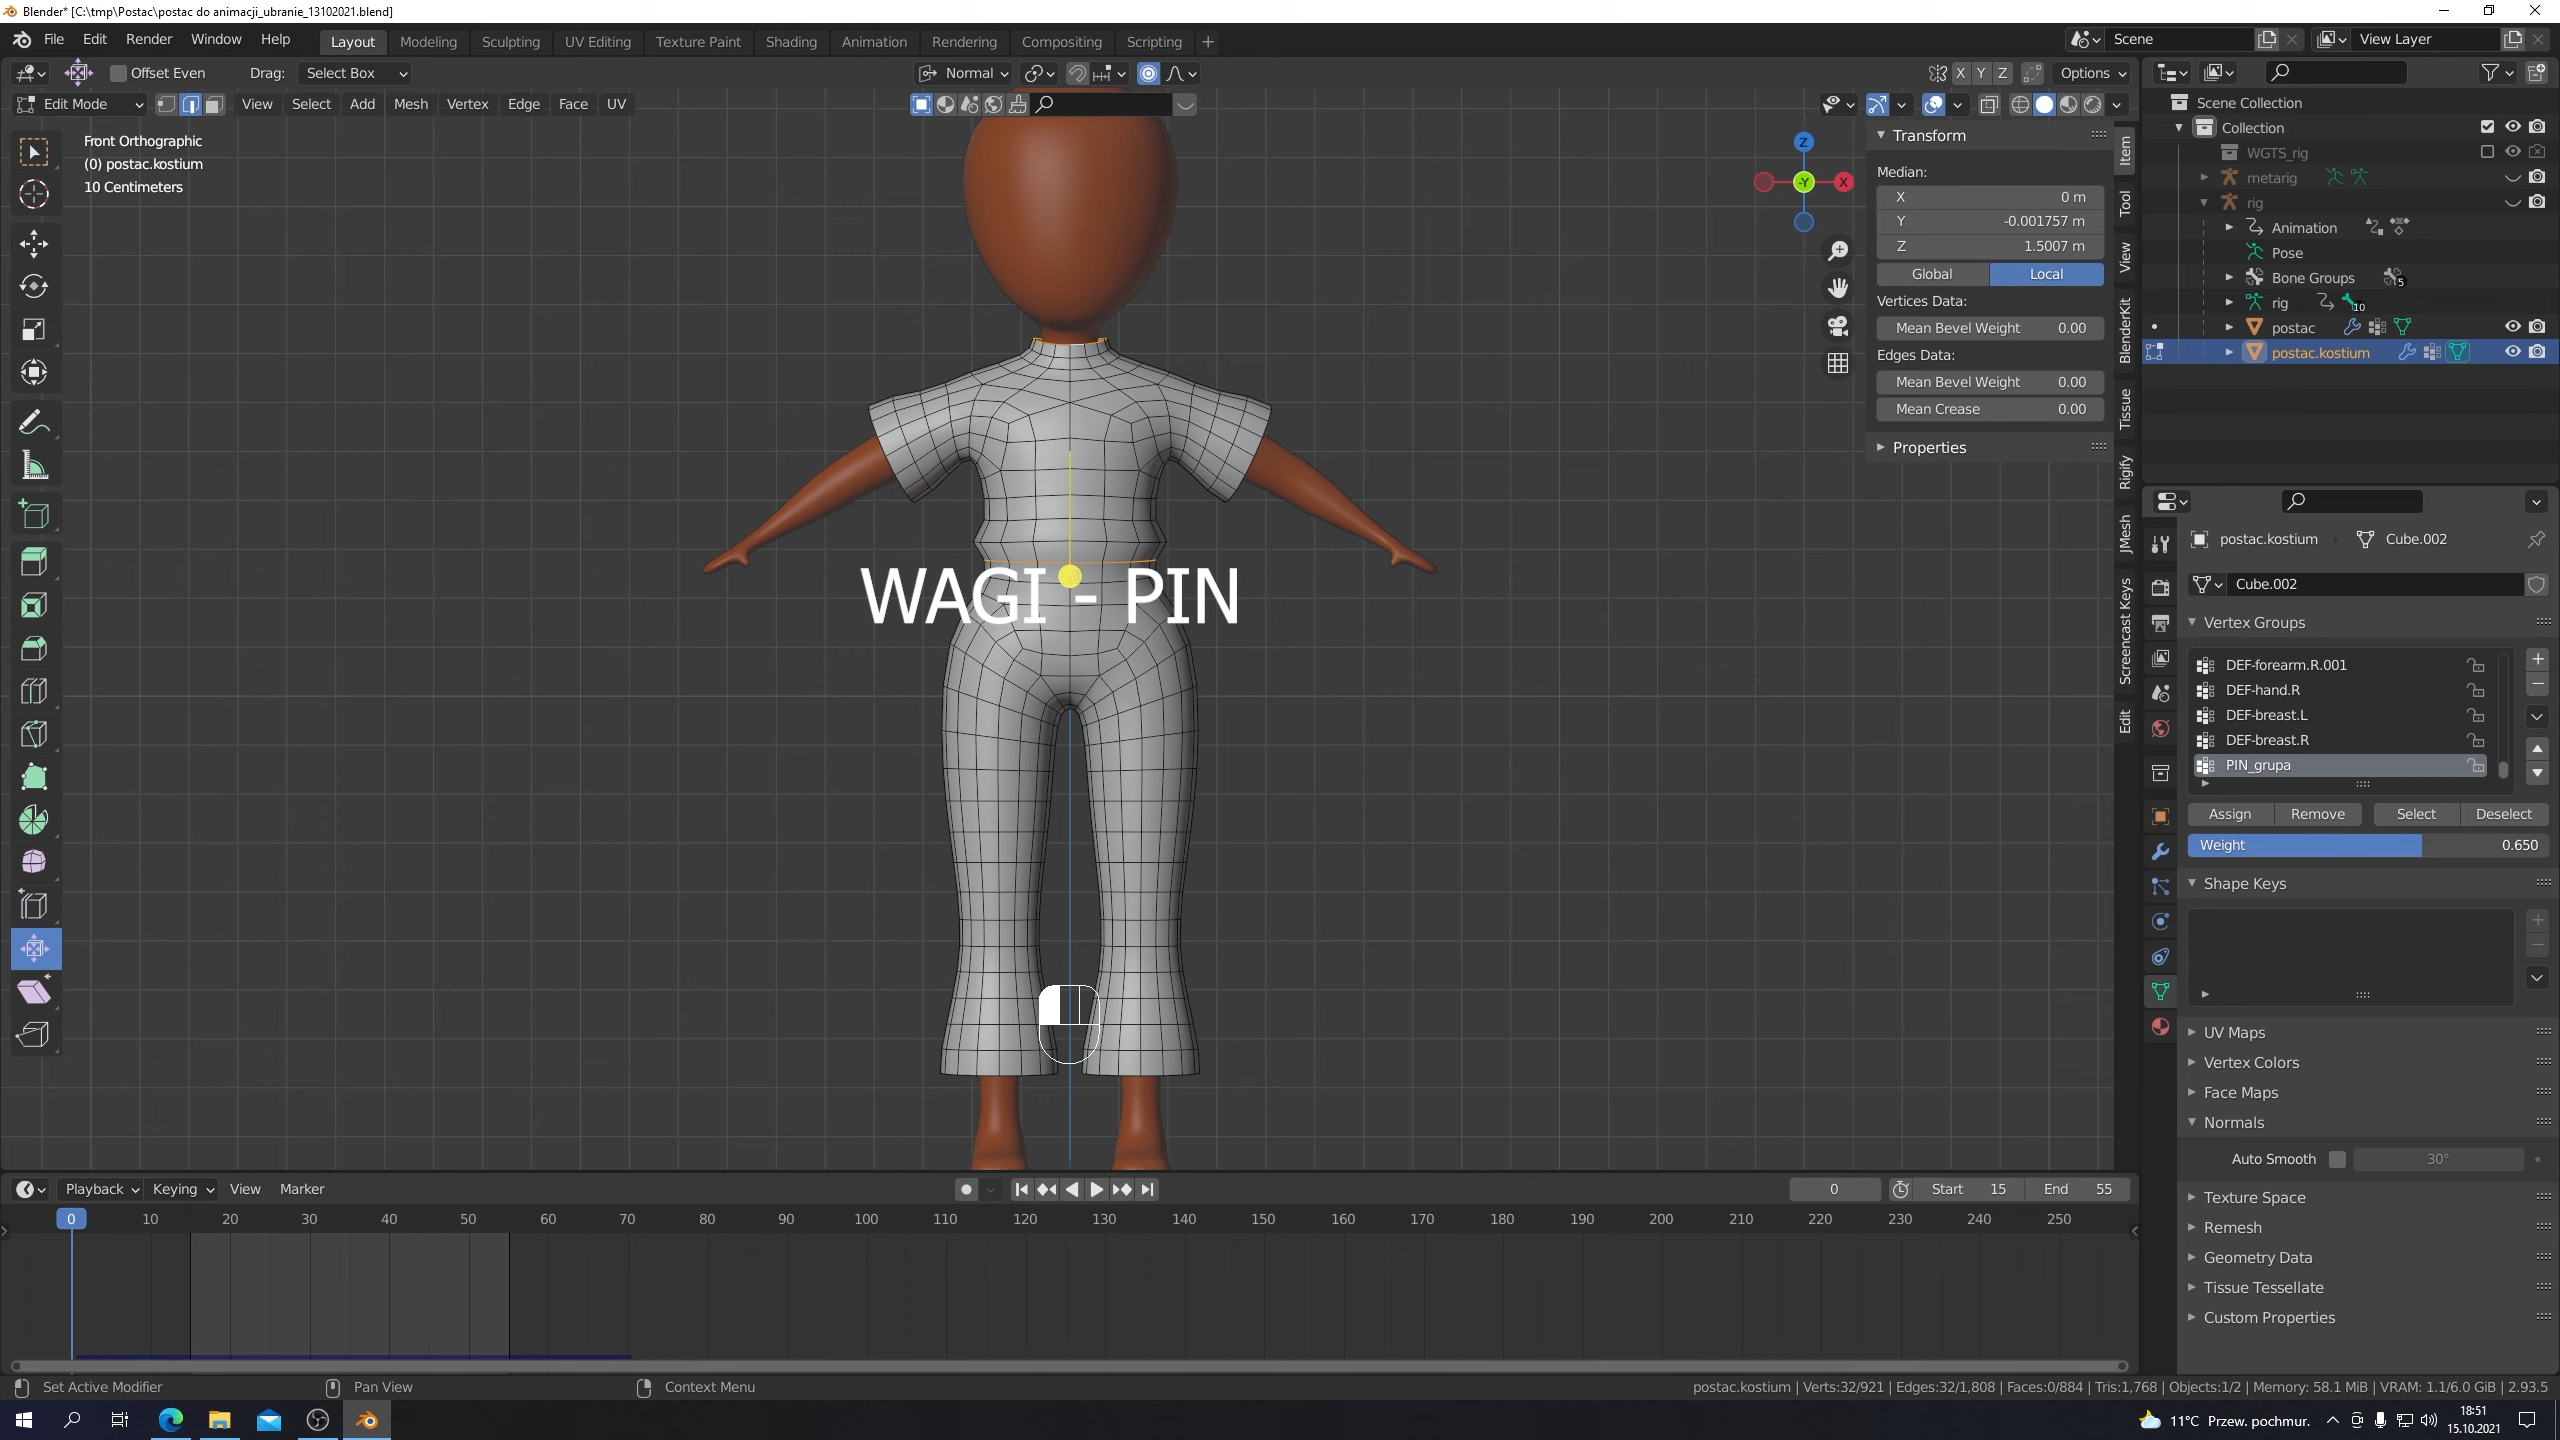 Blender* [C:\tmp\Postac\postac do animacji_ubranie_13102021.blend]
File Edit Render Window Help Layout Modeling Sculpting UV Editing Texture Paint Shading Animation Rendering Compositing Scripting + Scene View Layer
Offset Even Drag: Select Box Normal X Y Z Options
Edit Mode View Select Add Mesh Vertex Edge Face UV
Front Orthographic
(0) postac.kostium
10 Centimeters
Z
-Y
X
Transform
Median:
X 0 m
Y -0.001757 m
Z 1.5007 m
Global Local
Vertices Data:
Mean Bevel Weight 0.00
Edges Data:
Mean Bevel Weight 0.00
Mean Crease 0.00
Properties
Item
Tool
View
BlenderKit
Tissue
Rigify
JMesh
Screencast Keys
Edit
Scene Collection
Collection
WGTS_rig
metarig
rig
Animation
Pose
Bone Groups 5
rig 10
postac
postac.kostium
WAGI - PIN
postac.kostium Cube.002
Cube.002
Vertex Groups
DEF-forearm.R.001
DEF-hand.R
DEF-breast.L
DEF-breast.R
PIN_grupa
Assign Remove Select Deselect
Weight 0.650
Shape Keys
UV Maps
Vertex Colors
Face Maps
Normals
Auto Smooth 30°
Texture Space
Remesh
Geometry Data
Tissue Tessellate
Custom Properties
Playback Keying View Marker 0 Start 15 End 55
0 10 20 30 40 50 60 70 80 90 100 110 120 130 140 150 160 170 180 190 200 210 220 230 240 250
Set Active Modifier Pan View Context Menu postac.kostium | Verts:32/921 | Edges:32/1,808 | Faces:0/884 | Tris:1,768 | Objects:1/2 | Memory: 58.1 MiB | VRAM: 1.1/6.0 GiB | 2.93.5
11°C Przew. pochmur. 18:51
15.10.2021